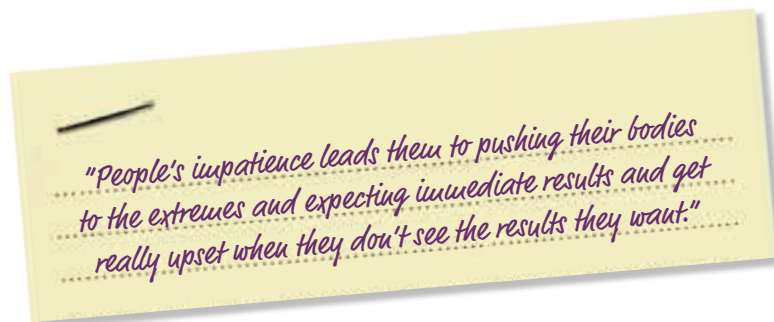 "People's impatience leads them to pushing their bodies
to the extremes and expecting immediate results and get
really upset when they don't see the results they want."